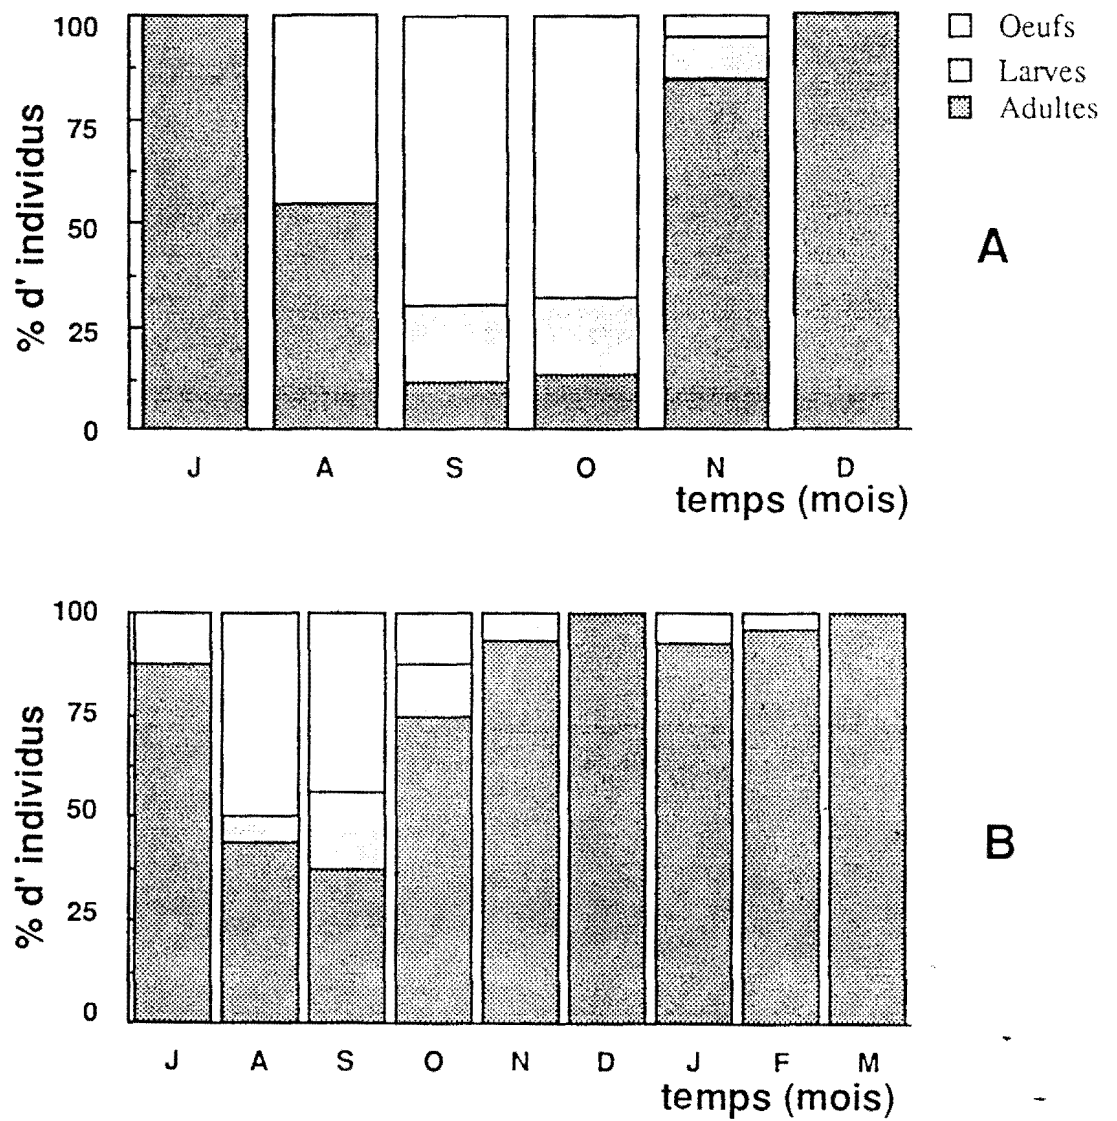 100
75
50
25
0
% d' individus
J A S O N D
temps (mois)
Oeufs
Larves
Adultes
A
100
75
50
25
0
% d' individus
J A S O N D J F M
temps (mois)
B